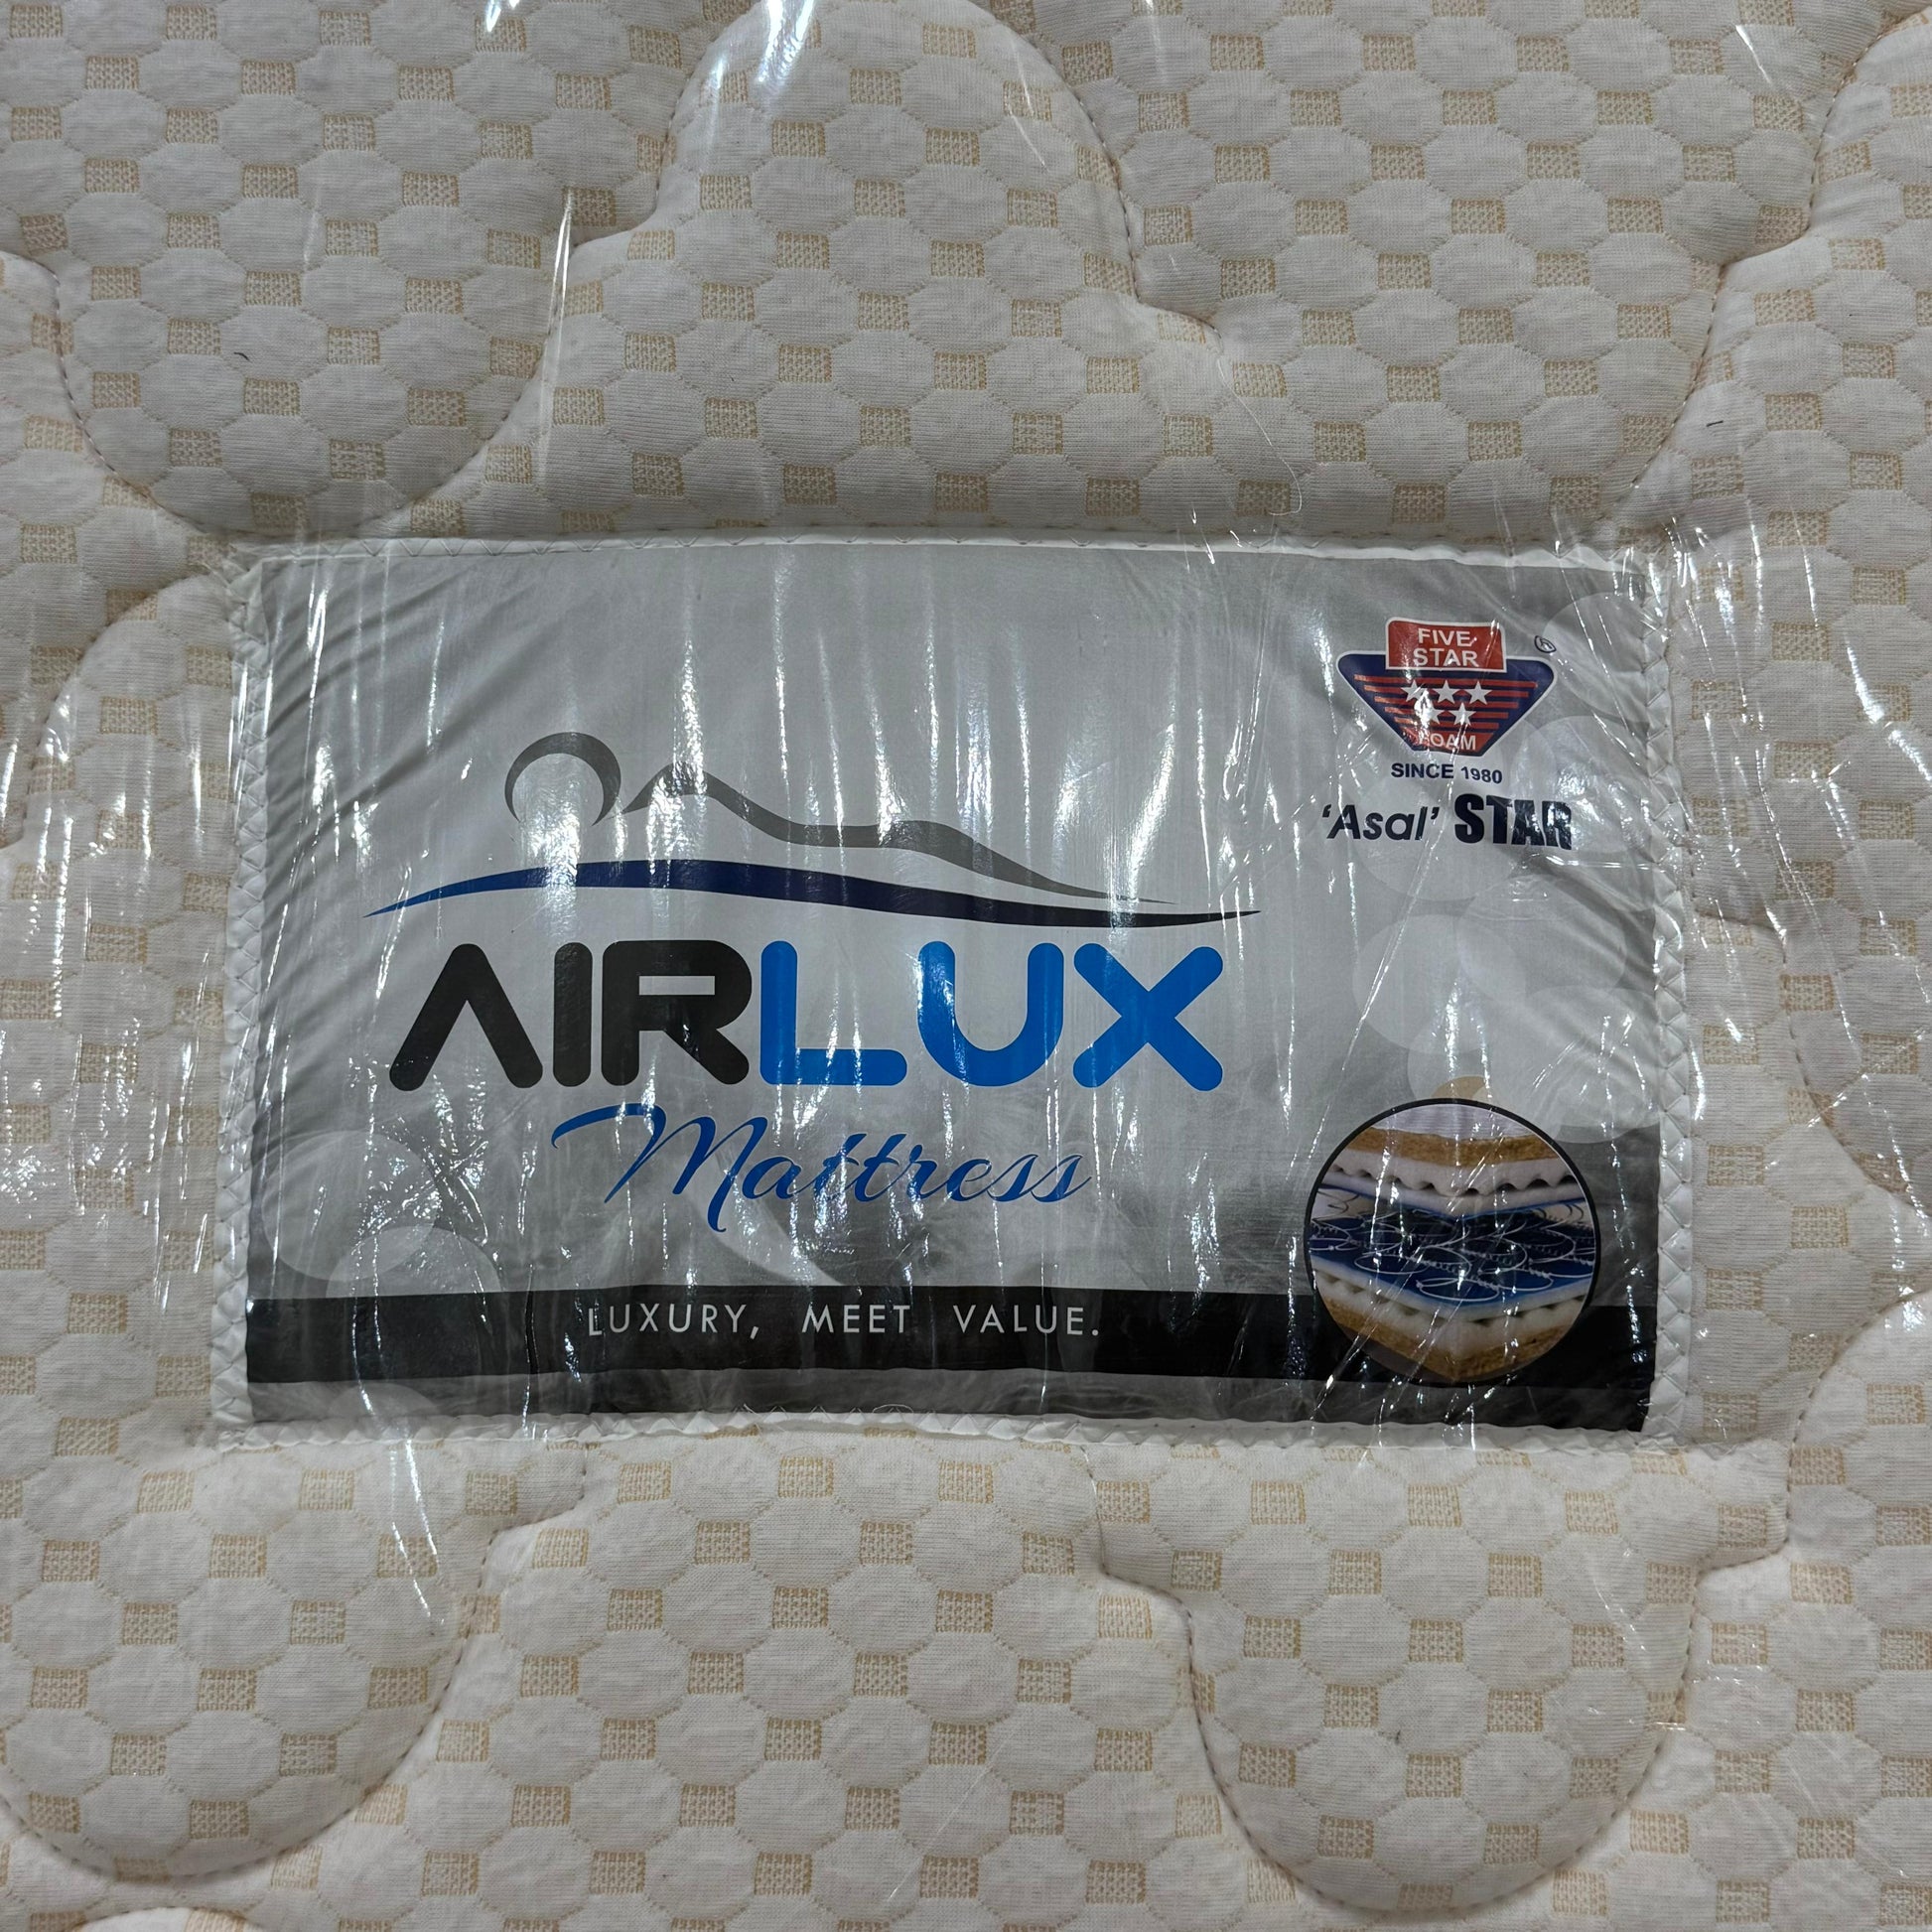 FIVE
STAR
FOAM
®
SINCE 1980
‘Asal’ STAR
AIRLUX
Mattress
LUXURY, MEET VALUE.